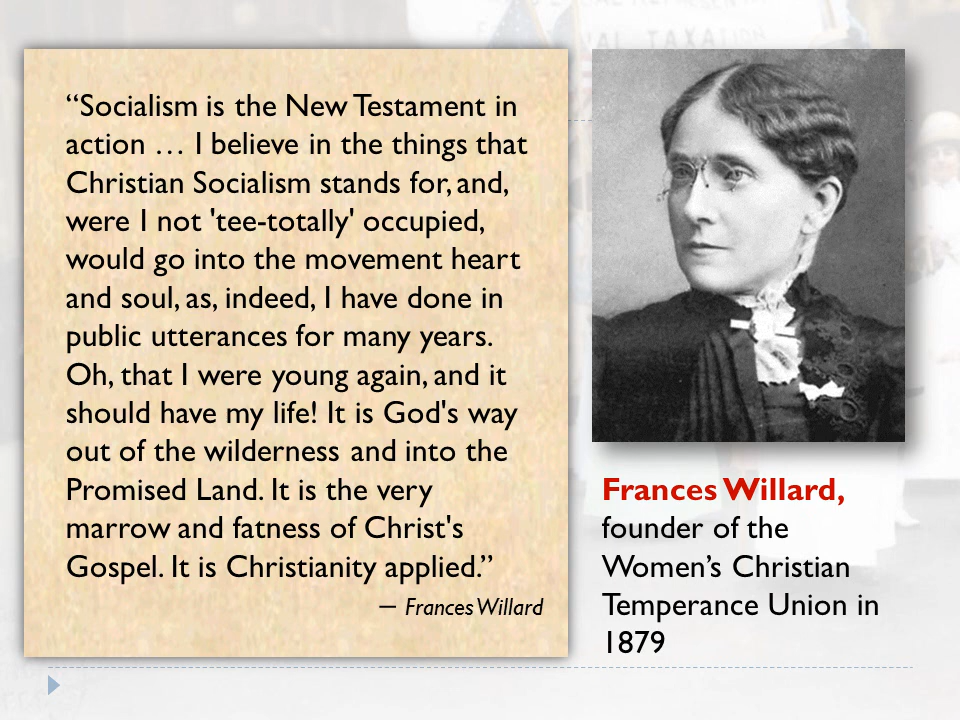 “Socialism is the New Testament in
action … I believe in the things that
Christian Socialism stands for, and,
were I not 'tee-totally' occupied,
would go into the movement heart
and soul, as, indeed, I have done in
public utterances for many years.
Oh, that I were young again, and it
should have my life! It is God's way
out of the wilderness and into the
Promised Land. It is the very
marrow and fatness of Christ's
Gospel. It is Christianity applied.”
– Frances Willard
Frances Willard,
founder of the
Women’s Christian
Temperance Union in
1879